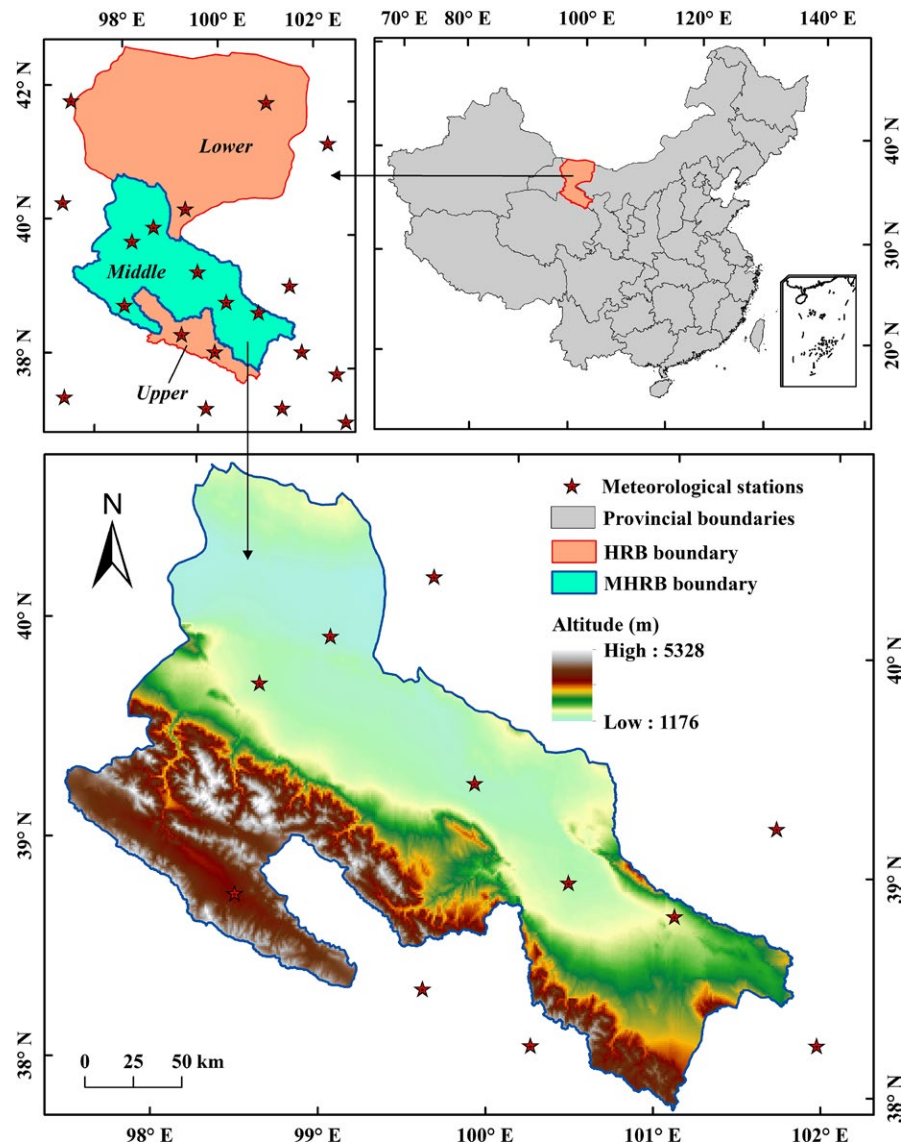 98° E 100° E 102° E
42° N
40° N
38° N
Lower
Middle
Upper
70° E 80° E 100° E 120° E 140° E
40° N
30° N
20° N
N
Meteorological stations
Provincial boundaries
HRB boundary
MHRB boundary
Altitude (m)
High : 5328
Low : 1176
40° N
39° N
38° N
40° N
39° N
38° N
0 25 50 km
98° E 99° E 100° E 101° E 102° E